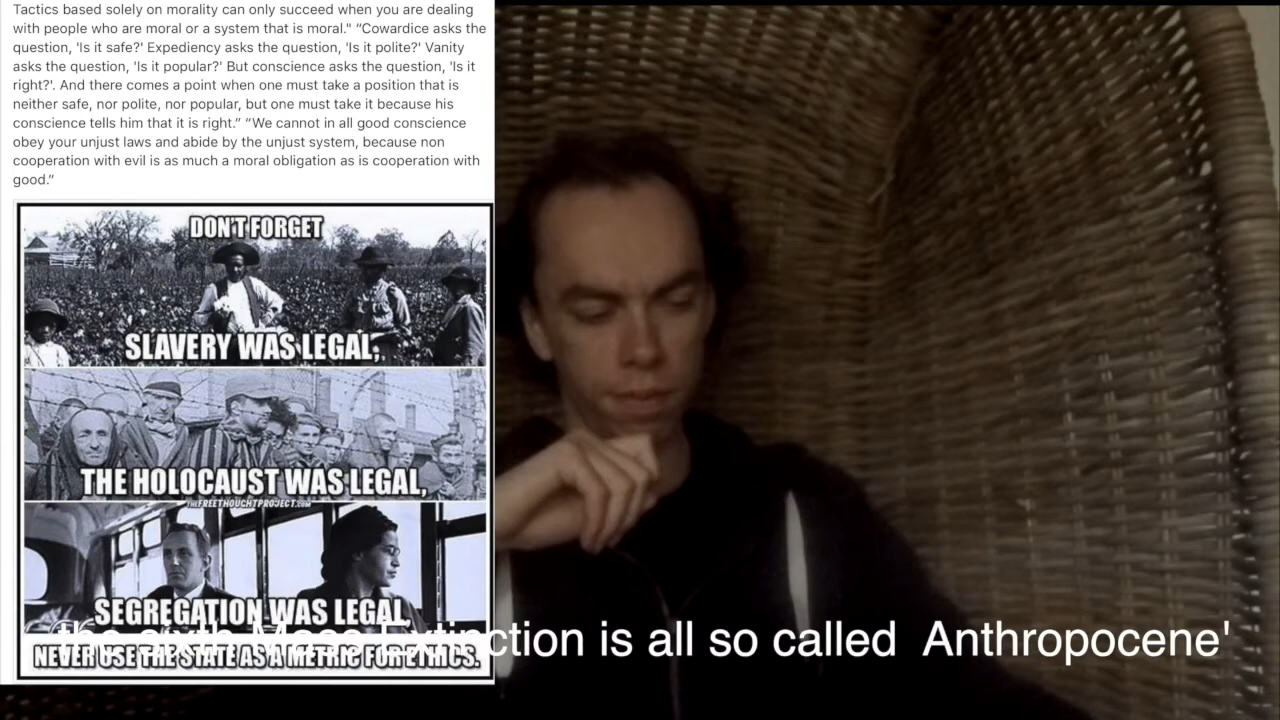 Tactics based solely on morality can only succeed when you are dealing
with people who are moral or a system that is moral." “Cowardice asks the
question, 'Is it safe?' Expediency asks the question, 'Is it polite?' Vanity
asks the question, 'Is it popular?' But conscience asks the question, 'Is it
right?'. And there comes a point when one must take a position that is
neither safe, nor polite, nor popular, but one must take it because his
conscience tells him that it is right.” “We cannot in all good conscience
obey your unjust laws and abide by the unjust system, because non
cooperation with evil is as much a moral obligation as is cooperation with
good.”
DON'T FORGET
SLAVERY WAS LEGAL,
THE HOLOCAUST WAS LEGAL,
THEFREETHOUGHTPROJECT.COM
SEGREGATION WAS LEGAL,
the sixth Mass Extinction is all so called Anthropocene'
NEVER USE THE STATE AS A METRIC FOR ETHICS.